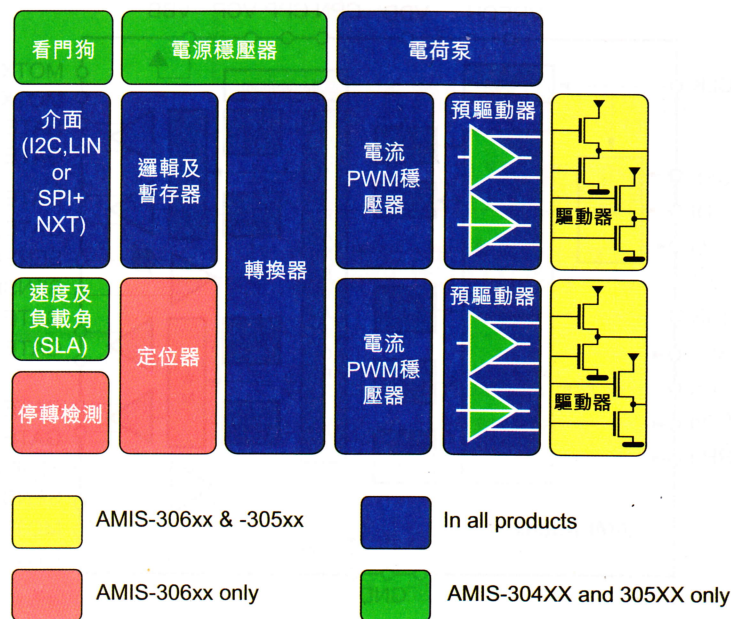 看門狗
電源穩壓器
電荷泵
介面
(I2C,LIN
or
SPI+
NXT)
邏輯及
暫存器
轉換器
電流
PWM穩
壓器
預驅動器
驅動器
速度及
負載角
(SLA)
定位器
電流
PWM穩
壓器
預驅動器
驅動器
停轉檢測
AMIS-306xx & -305xx
In all products
AMIS-306xx only
AMIS-304XX and 305XX only